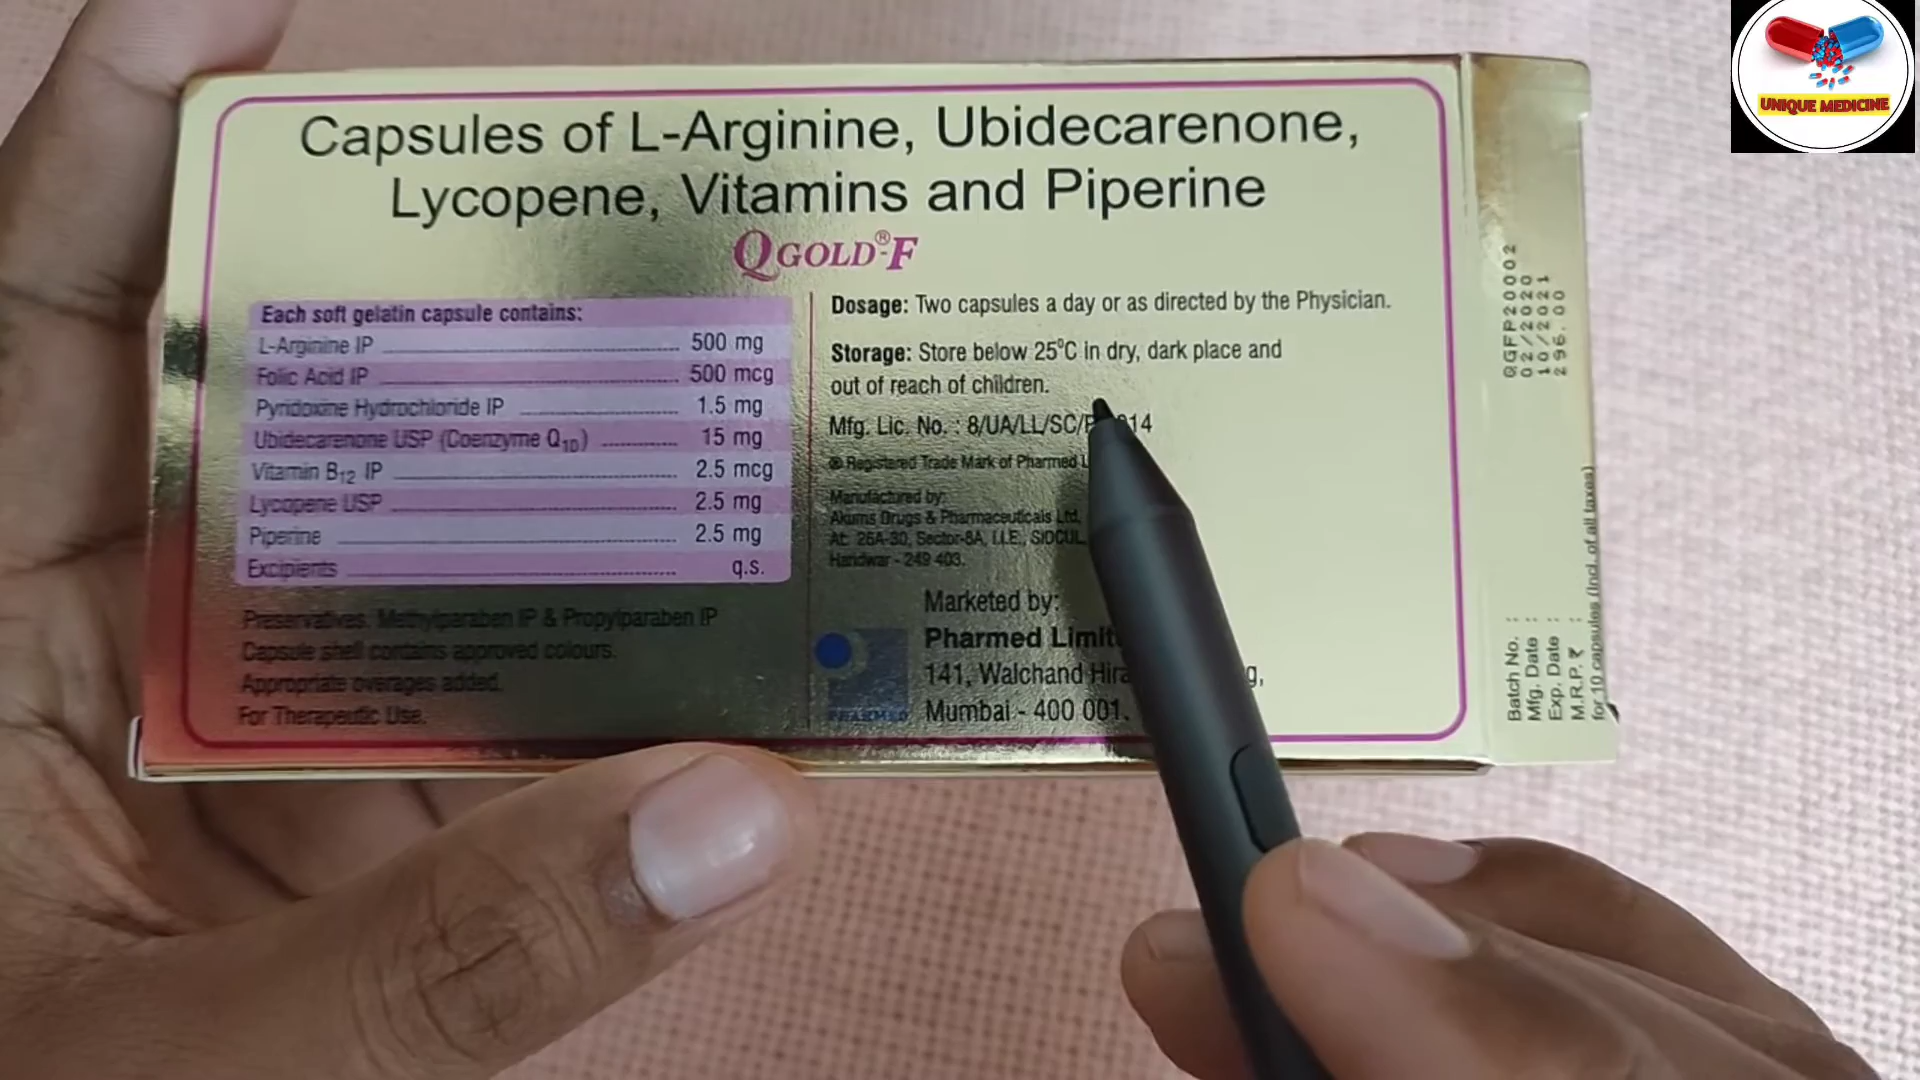 UNIQUE MEDICINE
Capsules of L-Arginine, Ubidecarenone,
Lycopene, Vitamins and Piperine
QGOLD®-F
Each soft gelatin capsule contains:
L-Arginine IP 500 mg
Folic Acid IP 500 mcg
Pyridoxine Hydrochloride IP 1.5 mg
Ubidecarenone USP (Coenzyme Q10) 15 mg
Vitamin B12 IP 2.5 mcg
Lycopene USP 2.5 mg
Piperine 2.5 mg
Excipients q.s.
Preservatives: Methylparaben IP & Propylparaben IP
Capsule shell contains approved colours.
Appropriate overages added.
For Therapeutic Use.
Dosage: Two capsules a day or as directed by the Physician.
Storage: Store below 25°C in dry, dark place and
out of reach of children.
Mfg. Lic. No. : 8/UA/LL/SC/ 14
® Registered Trade Mark of Pharmed
Manufactured by:
Akums Drugs & Pharmaceuticals Ltd.
At: 26A-30, Sector-8A, I.I.E., SIDCUL,
Haridwar - 249 403.
Marketed by:
Pharmed
141, Walchand
Mumbai - 400 001.
PHARMED
Batch No. : QGFP20002
Mfg. Date : 02/2020
Exp. Date : 10/2021
M.R.P. ₹ : 296.00
for 10 capsules (Incl. of all taxes)